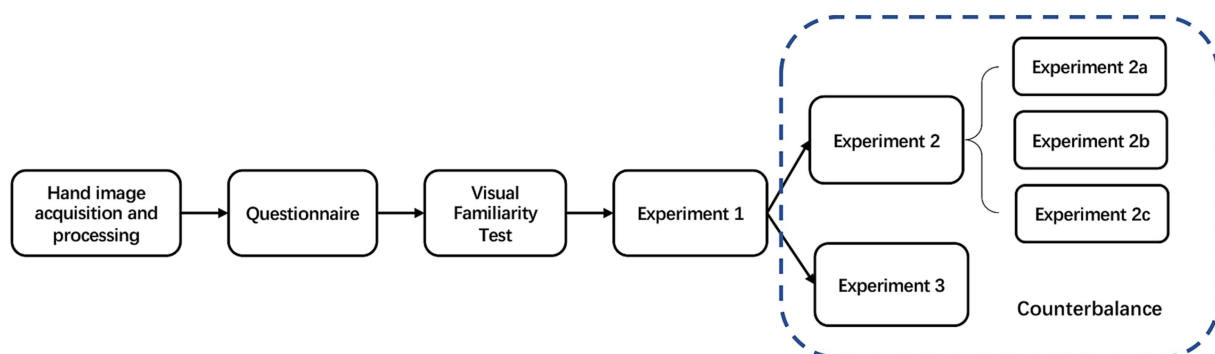 Hand image
acquisition and
processing
Questionnaire
Visual
Familiarity
Test
Experiment 1
Experiment 2
Experiment 2a
Experiment 2b
Experiment 2c
Experiment 3
Counterbalance